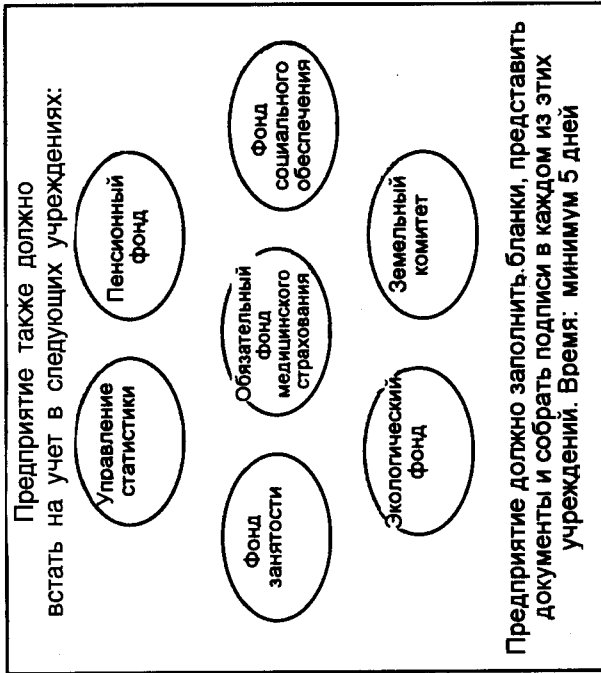 Предприятие также должно
встать на учет в следующих учреждениях:
Управление
статистики
Пенсионный
фонд
Фонд
занятости
Обязательный
фонд
медицинского
страхования
Фонд
социального
обеспечения
Экологический
фонд
Земельный
комитет
Предприятие должно заполнить бланки, представить
документы и собрать подписи в каждом из этих
учреждений. Время: минимум 5 дней